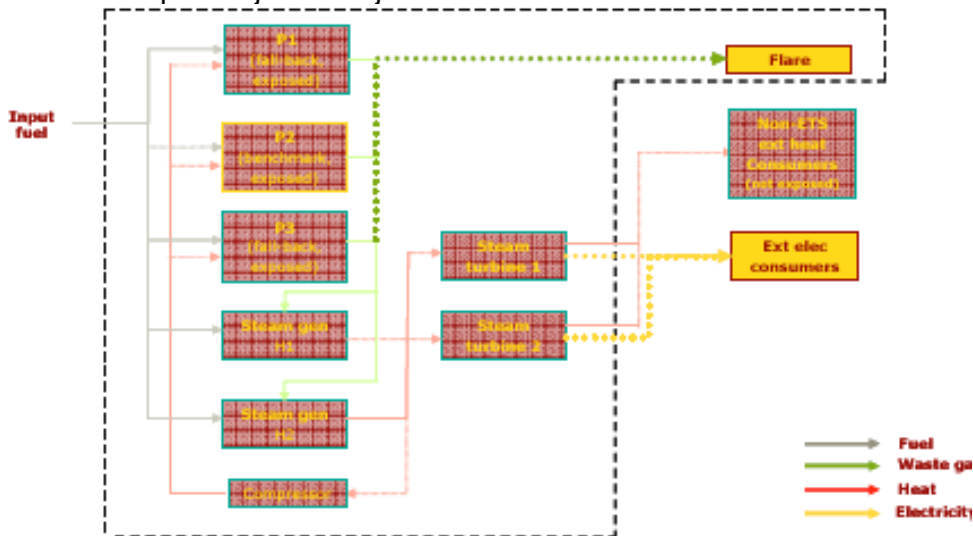 P1
(fall-back,
exposed)
Flare
Input
fuel
P2
(benchmark,
exposed)
Non-ETS
ext heat
Consumers
(not exposed)
P3
(fall-back,
exposed)
Steam
turbine 1
Ext elec
consumers
Steam gen
H1
Steam
turbine 2
Steam gen
H2
Compressor
Fuel
Waste ga
Heat
Electricity